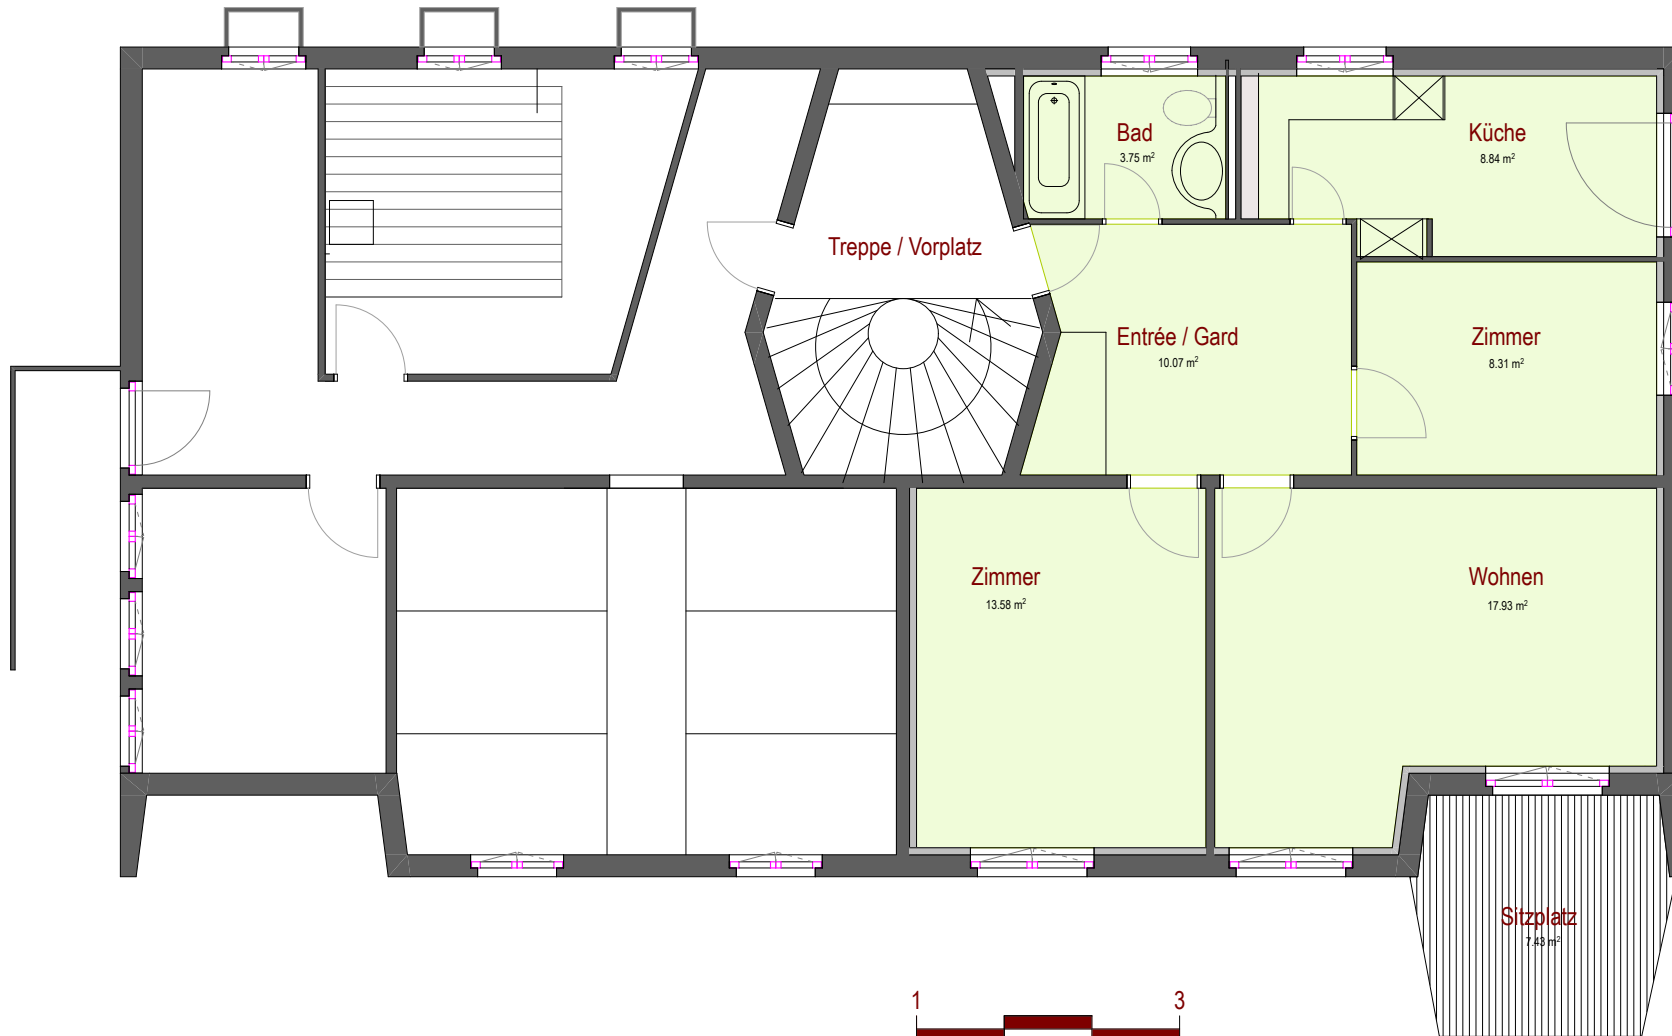 Bad
3.75 m²
Küche
8.84 m²
Treppe / Vorplatz
Entrée / Gard
10.07 m²
Zimmer
8.31 m²
Zimmer
13.58 m²
Wohnen
17.93 m²
Sitzplatz
7.43 m²
1 3